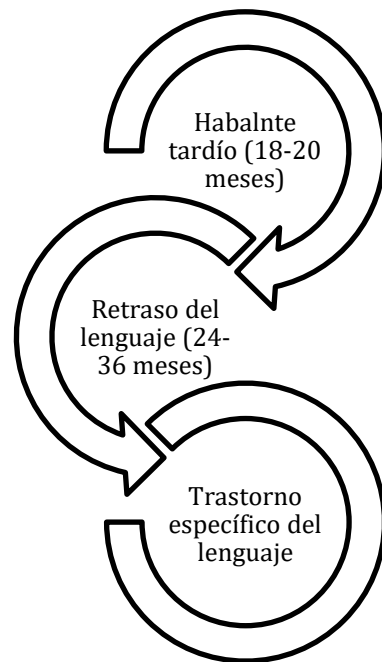 Habalnte
tardío (18-20
meses)
Retraso del
lenguaje (24-
36 meses)
Trastorno
específico del
lenguaje